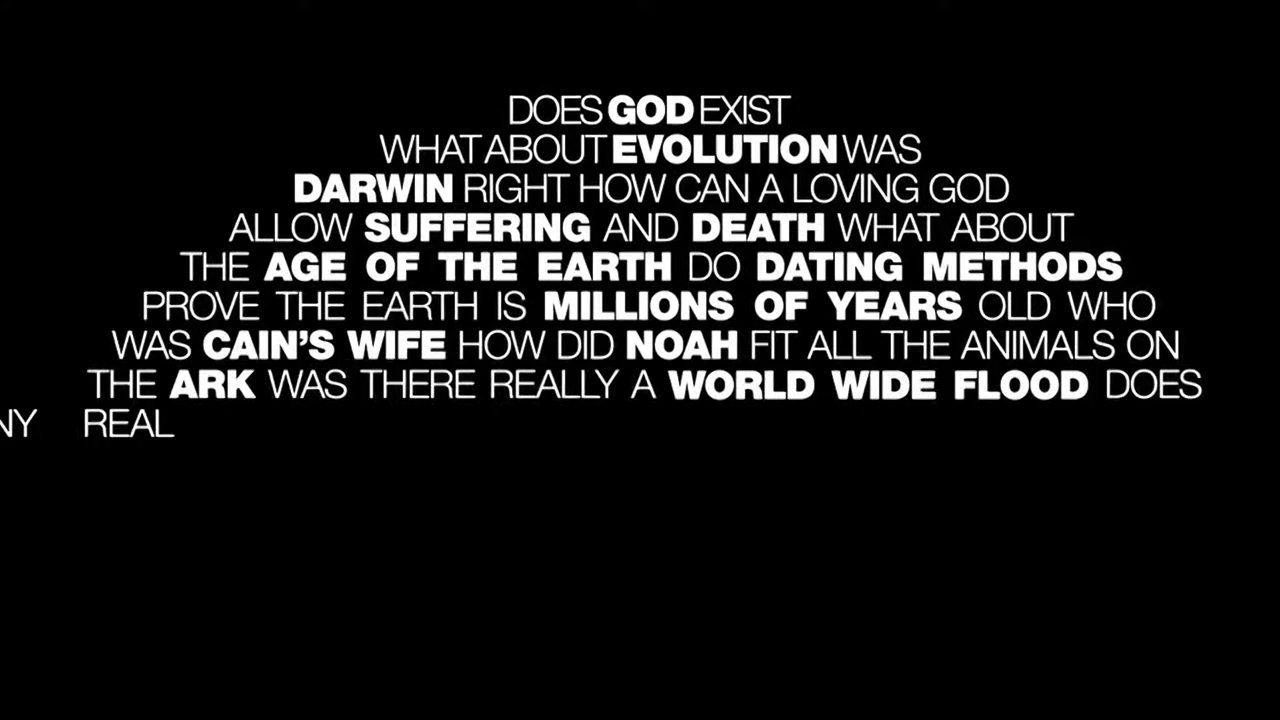 DOES GOD EXIST
WHAT ABOUT EVOLUTION WAS
DARWIN RIGHT HOW CAN A LOVING GOD
ALLOW SUFFERING AND DEATH WHAT ABOUT
THE AGE OF THE EARTH DO DATING METHODS
PROVE THE EARTH IS MILLIONS OF YEARS OLD WHO
WAS CAIN'S WIFE HOW DID NOAH FIT ALL THE ANIMALS ON
THE ARK WAS THERE REALLY A WORLD WIDE FLOOD DOES
NY REAL